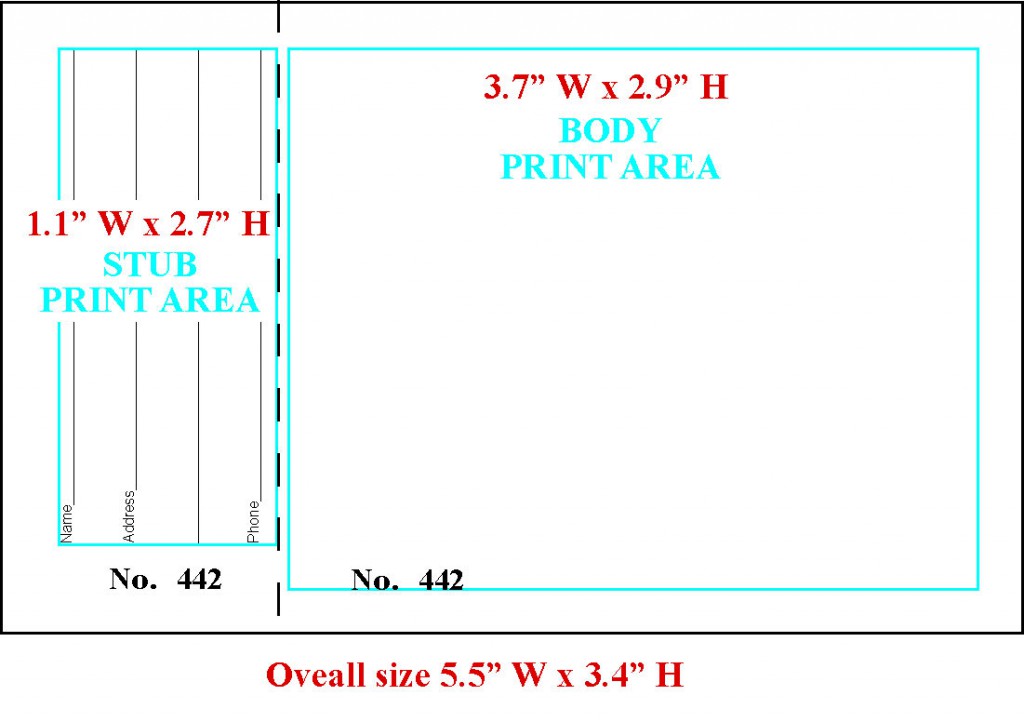 3.7” W x 2.9” H
BODY
PRINT AREA
1.1” W x 2.7” H
STUB
PRINT AREA
Name
Address
Phone
No. 442
No. 442
Oveall size 5.5” W x 3.4” H